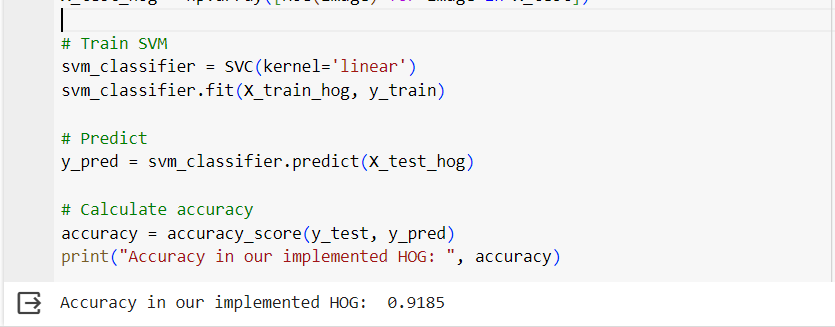 # Train SVM
svm_classifier = SVC(kernel='linear')
svm_classifier.fit(X_train_hog, y_train)
# Predict
y_pred = svm_classifier.predict(X_test_hog)
# Calculate accuracy
accuracy = accuracy_score(y_test, y_pred)
print("Accuracy in our implemented HOG: ", accuracy)
Accuracy in our implemented HOG:  0.9185